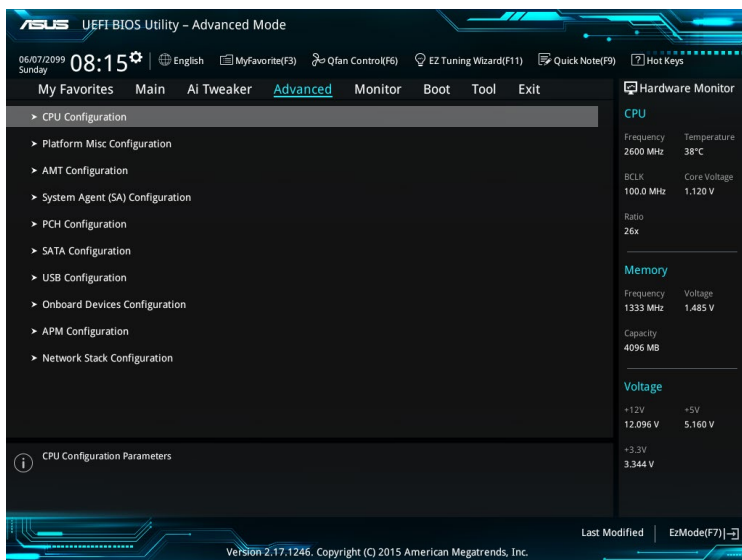 ASUS UEFI BIOS Utility – Advanced Mode
06/07/2099
Sunday
08:15
English
MyFavorite(F3)
Qfan Control(F6)
EZ Tuning Wizard(F11)
Quick Note(F9)
? Hot Keys
My Favorites Main Ai Tweaker Advanced Monitor Boot Tool Exit
> CPU Configuration
> Platform Misc Configuration
> AMT Configuration
> System Agent (SA) Configuration
> PCH Configuration
> SATA Configuration
> USB Configuration
> Onboard Devices Configuration
> APM Configuration
> Network Stack Configuration
i CPU Configuration Parameters
Hardware Monitor
CPU
Frequency Temperature
2600 MHz 38°C
BCLK Core Voltage
100.0 MHz 1.120 V
Ratio
26x
Memory
Frequency Voltage
1333 MHz 1.485 V
Capacity
4096 MB
Voltage
+12V +5V
12.096 V 5.160 V
+3.3V
3.344 V
Last Modified
EzMode(F7)
Version 2.17.1246. Copyright (C) 2015 American Megatrends, Inc.